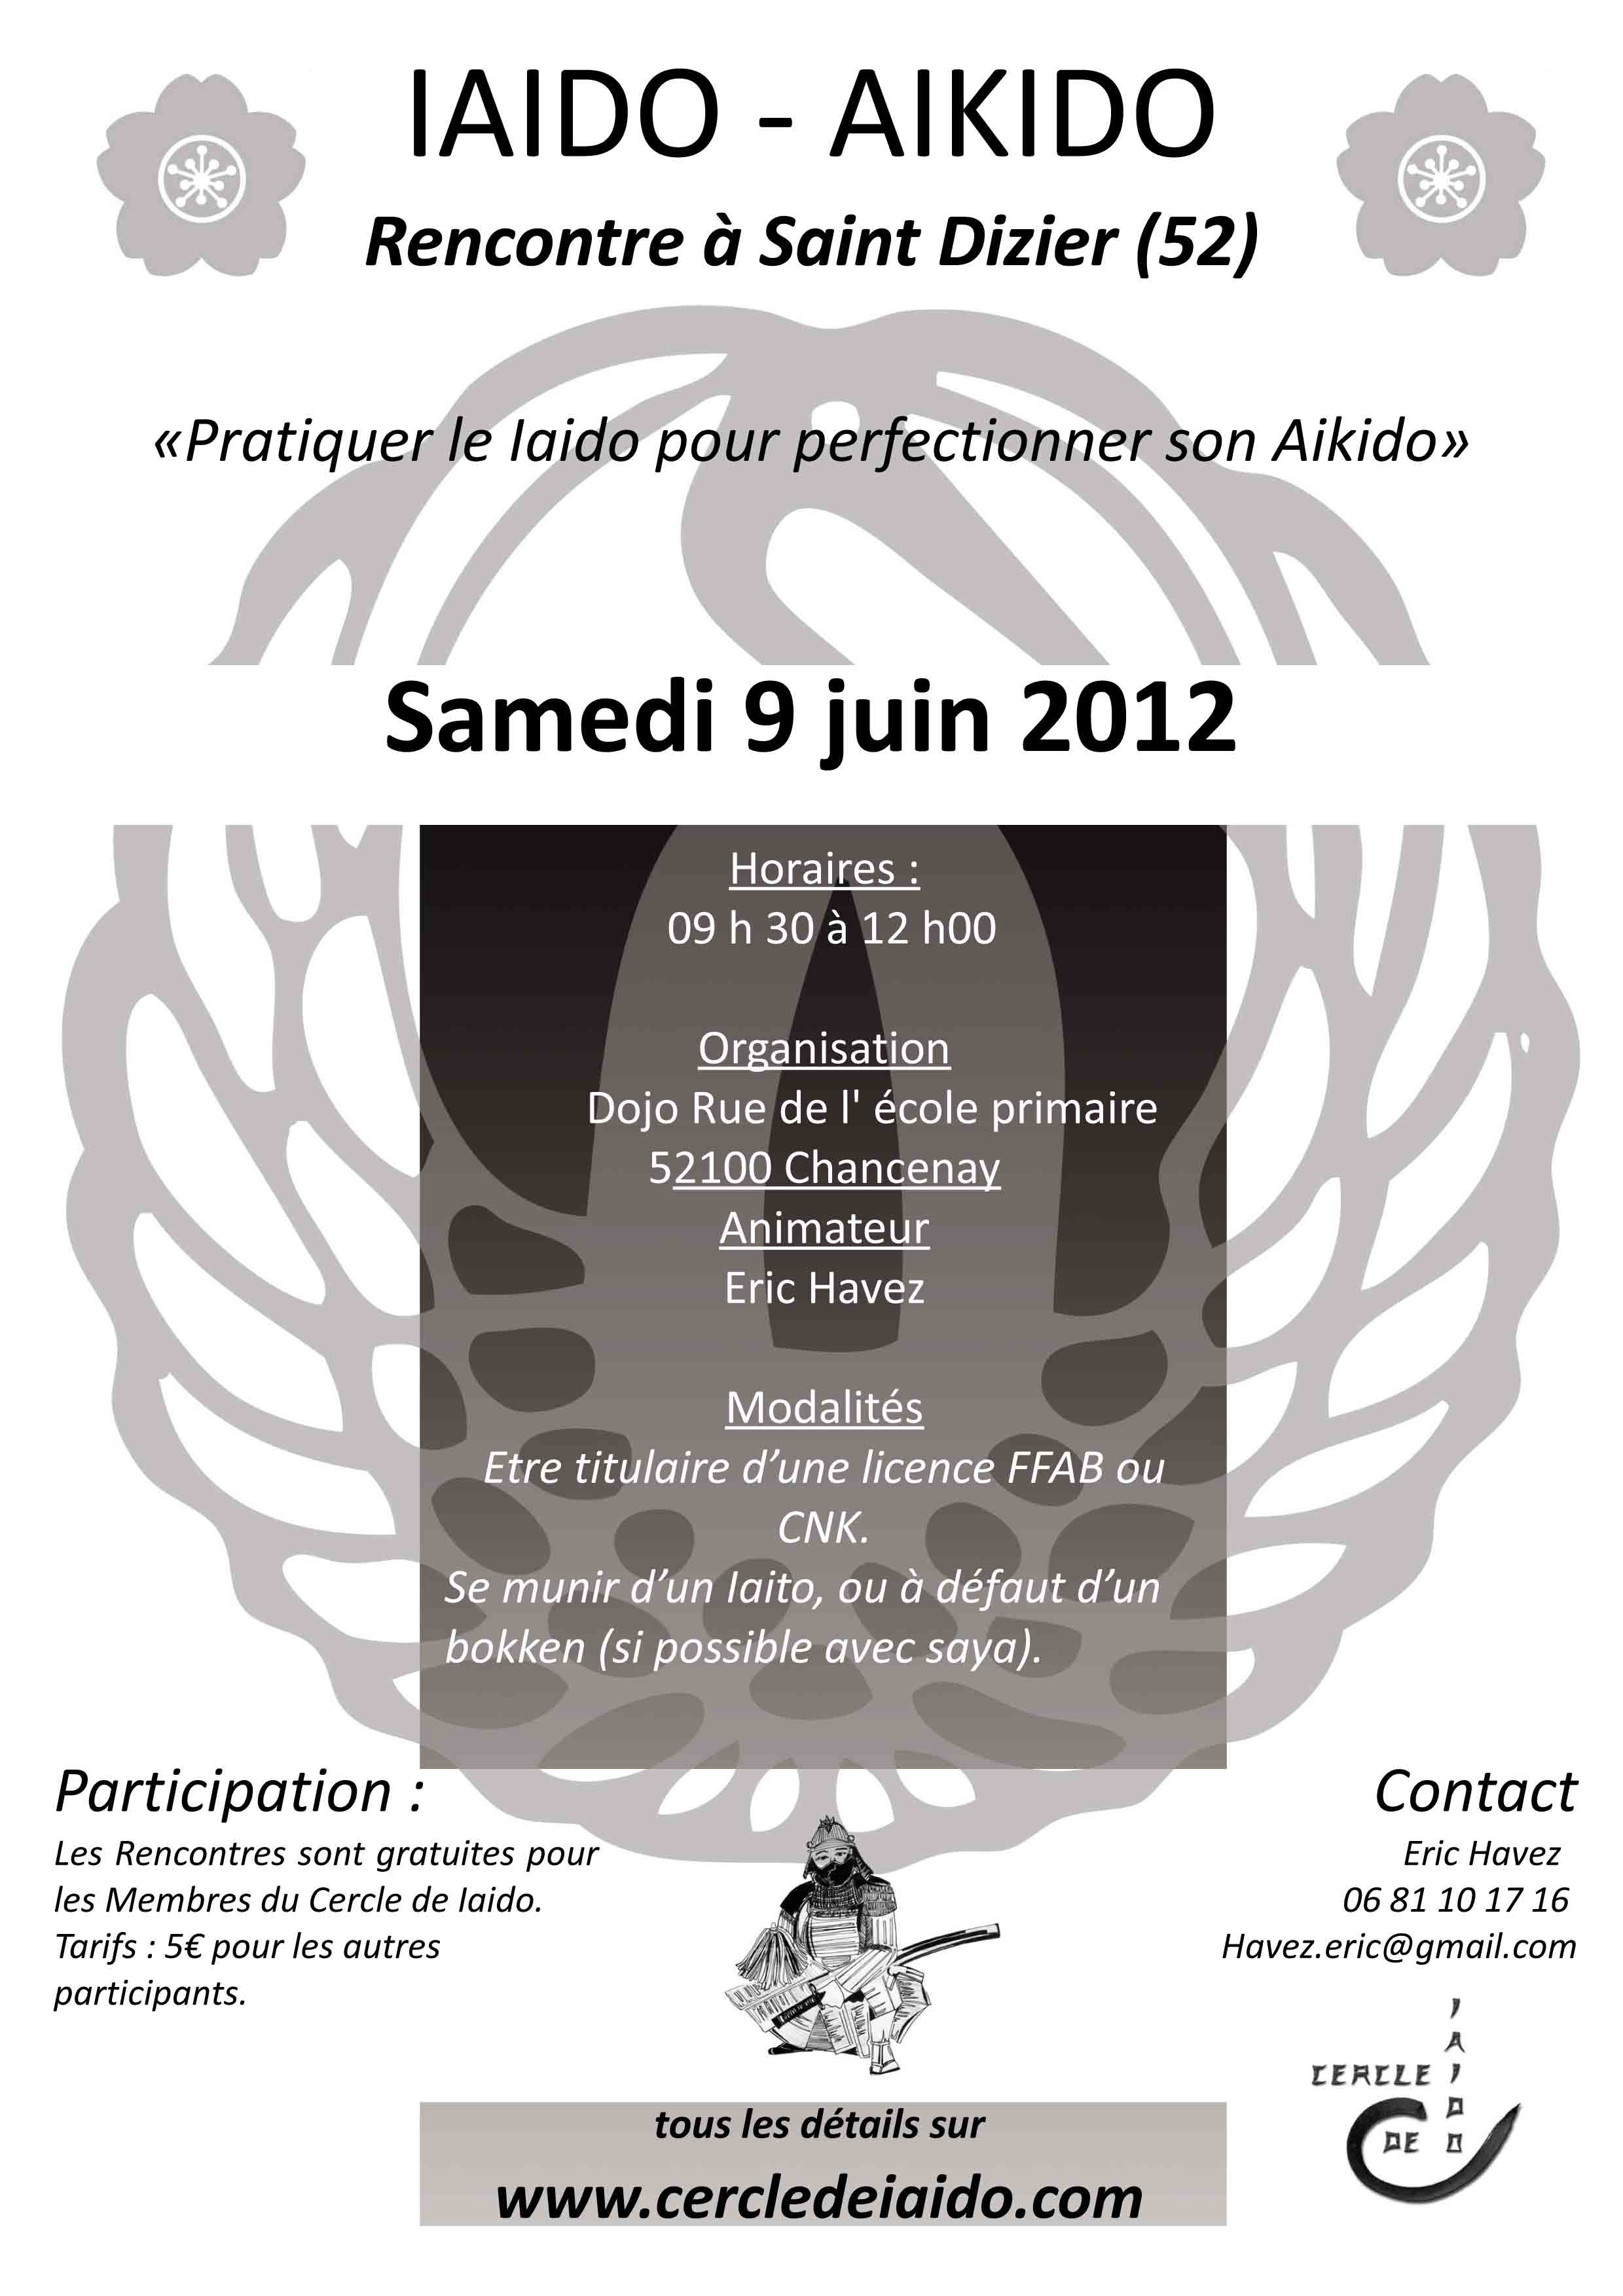 IAIDO - AIKIDO
Rencontre à Saint Dizier (52)
«Pratiquer le Iaido pour perfectionner son Aikido»
Samedi 9 juin 2012
Horaires :
09 h 30 à 12 h00
Organisation
Dojo Rue de l' école primaire
52100 Chancenay
Animateur
Eric Havez
Modalités
Etre titulaire d’une licence FFAB ou
CNK.
Se munir d’un Iaito, ou à défaut d’un
bokken (si possible avec saya).
Participation :
Les Rencontres sont gratuites pour
les Membres du Cercle de Iaido.
Tarifs : 5€ pour les autres
participants.
Contact
Eric Havez
06 81 10 17 16
Havez.eric@gmail.com
CERCLE
DE
IAIDO
tous les détails sur
www.cercledeiaido.com